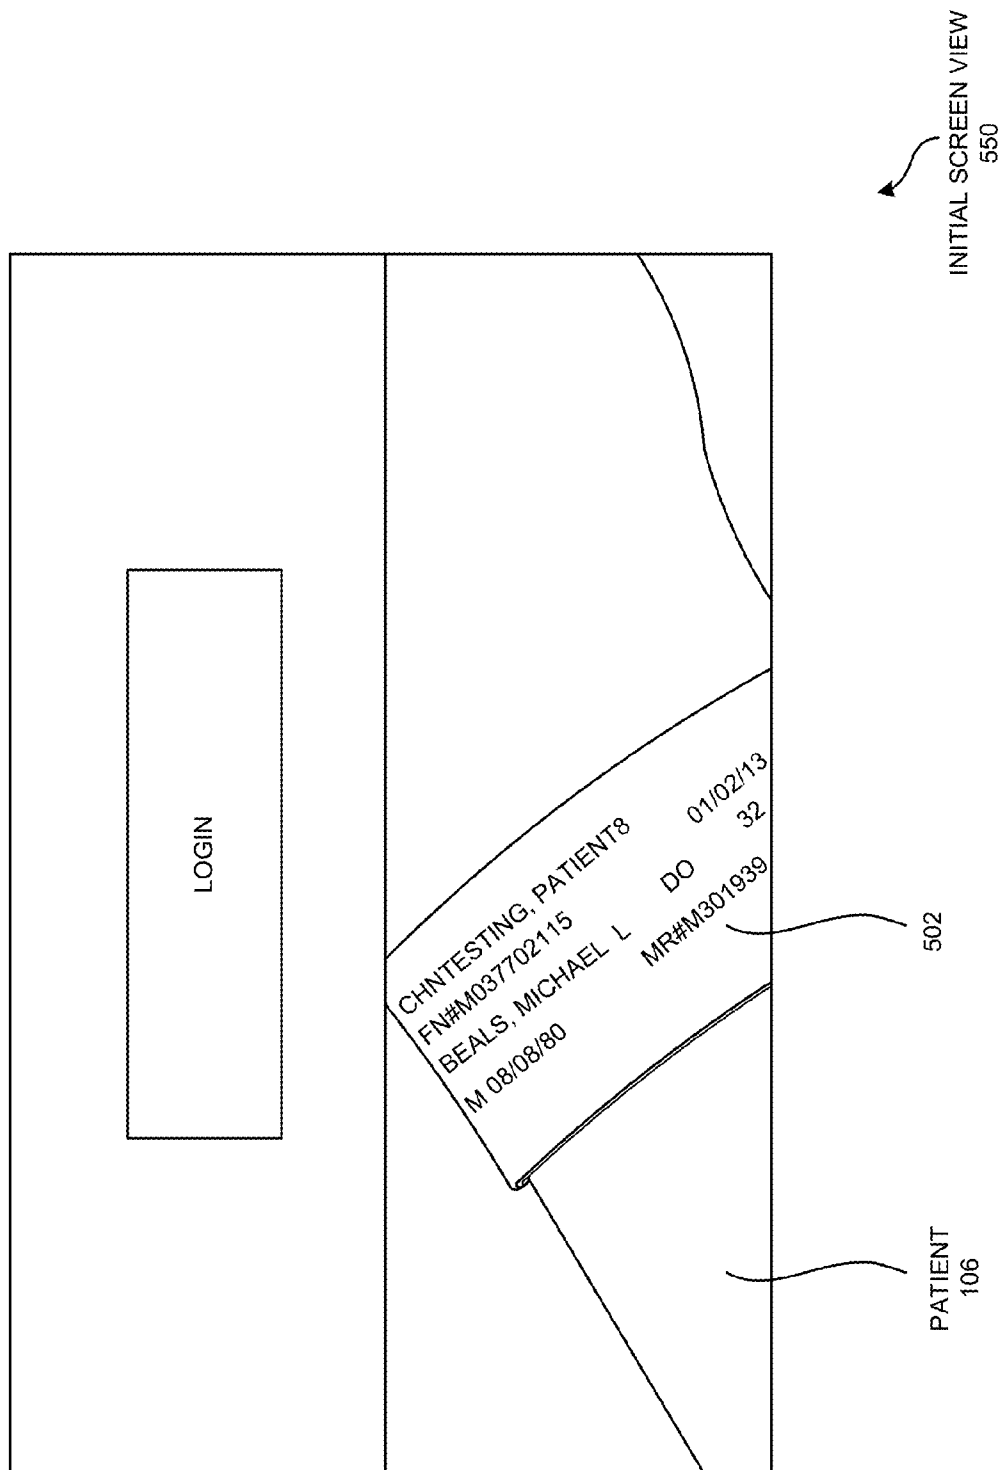 LOGIN
CHNTESTING, PATIENT8
FN#M037702115 01/02/13
BEALS, MICHAEL L DO 32
M 08/08/80 MR#M301939
502
PATIENT
106
INITIAL SCREEN VIEW
550